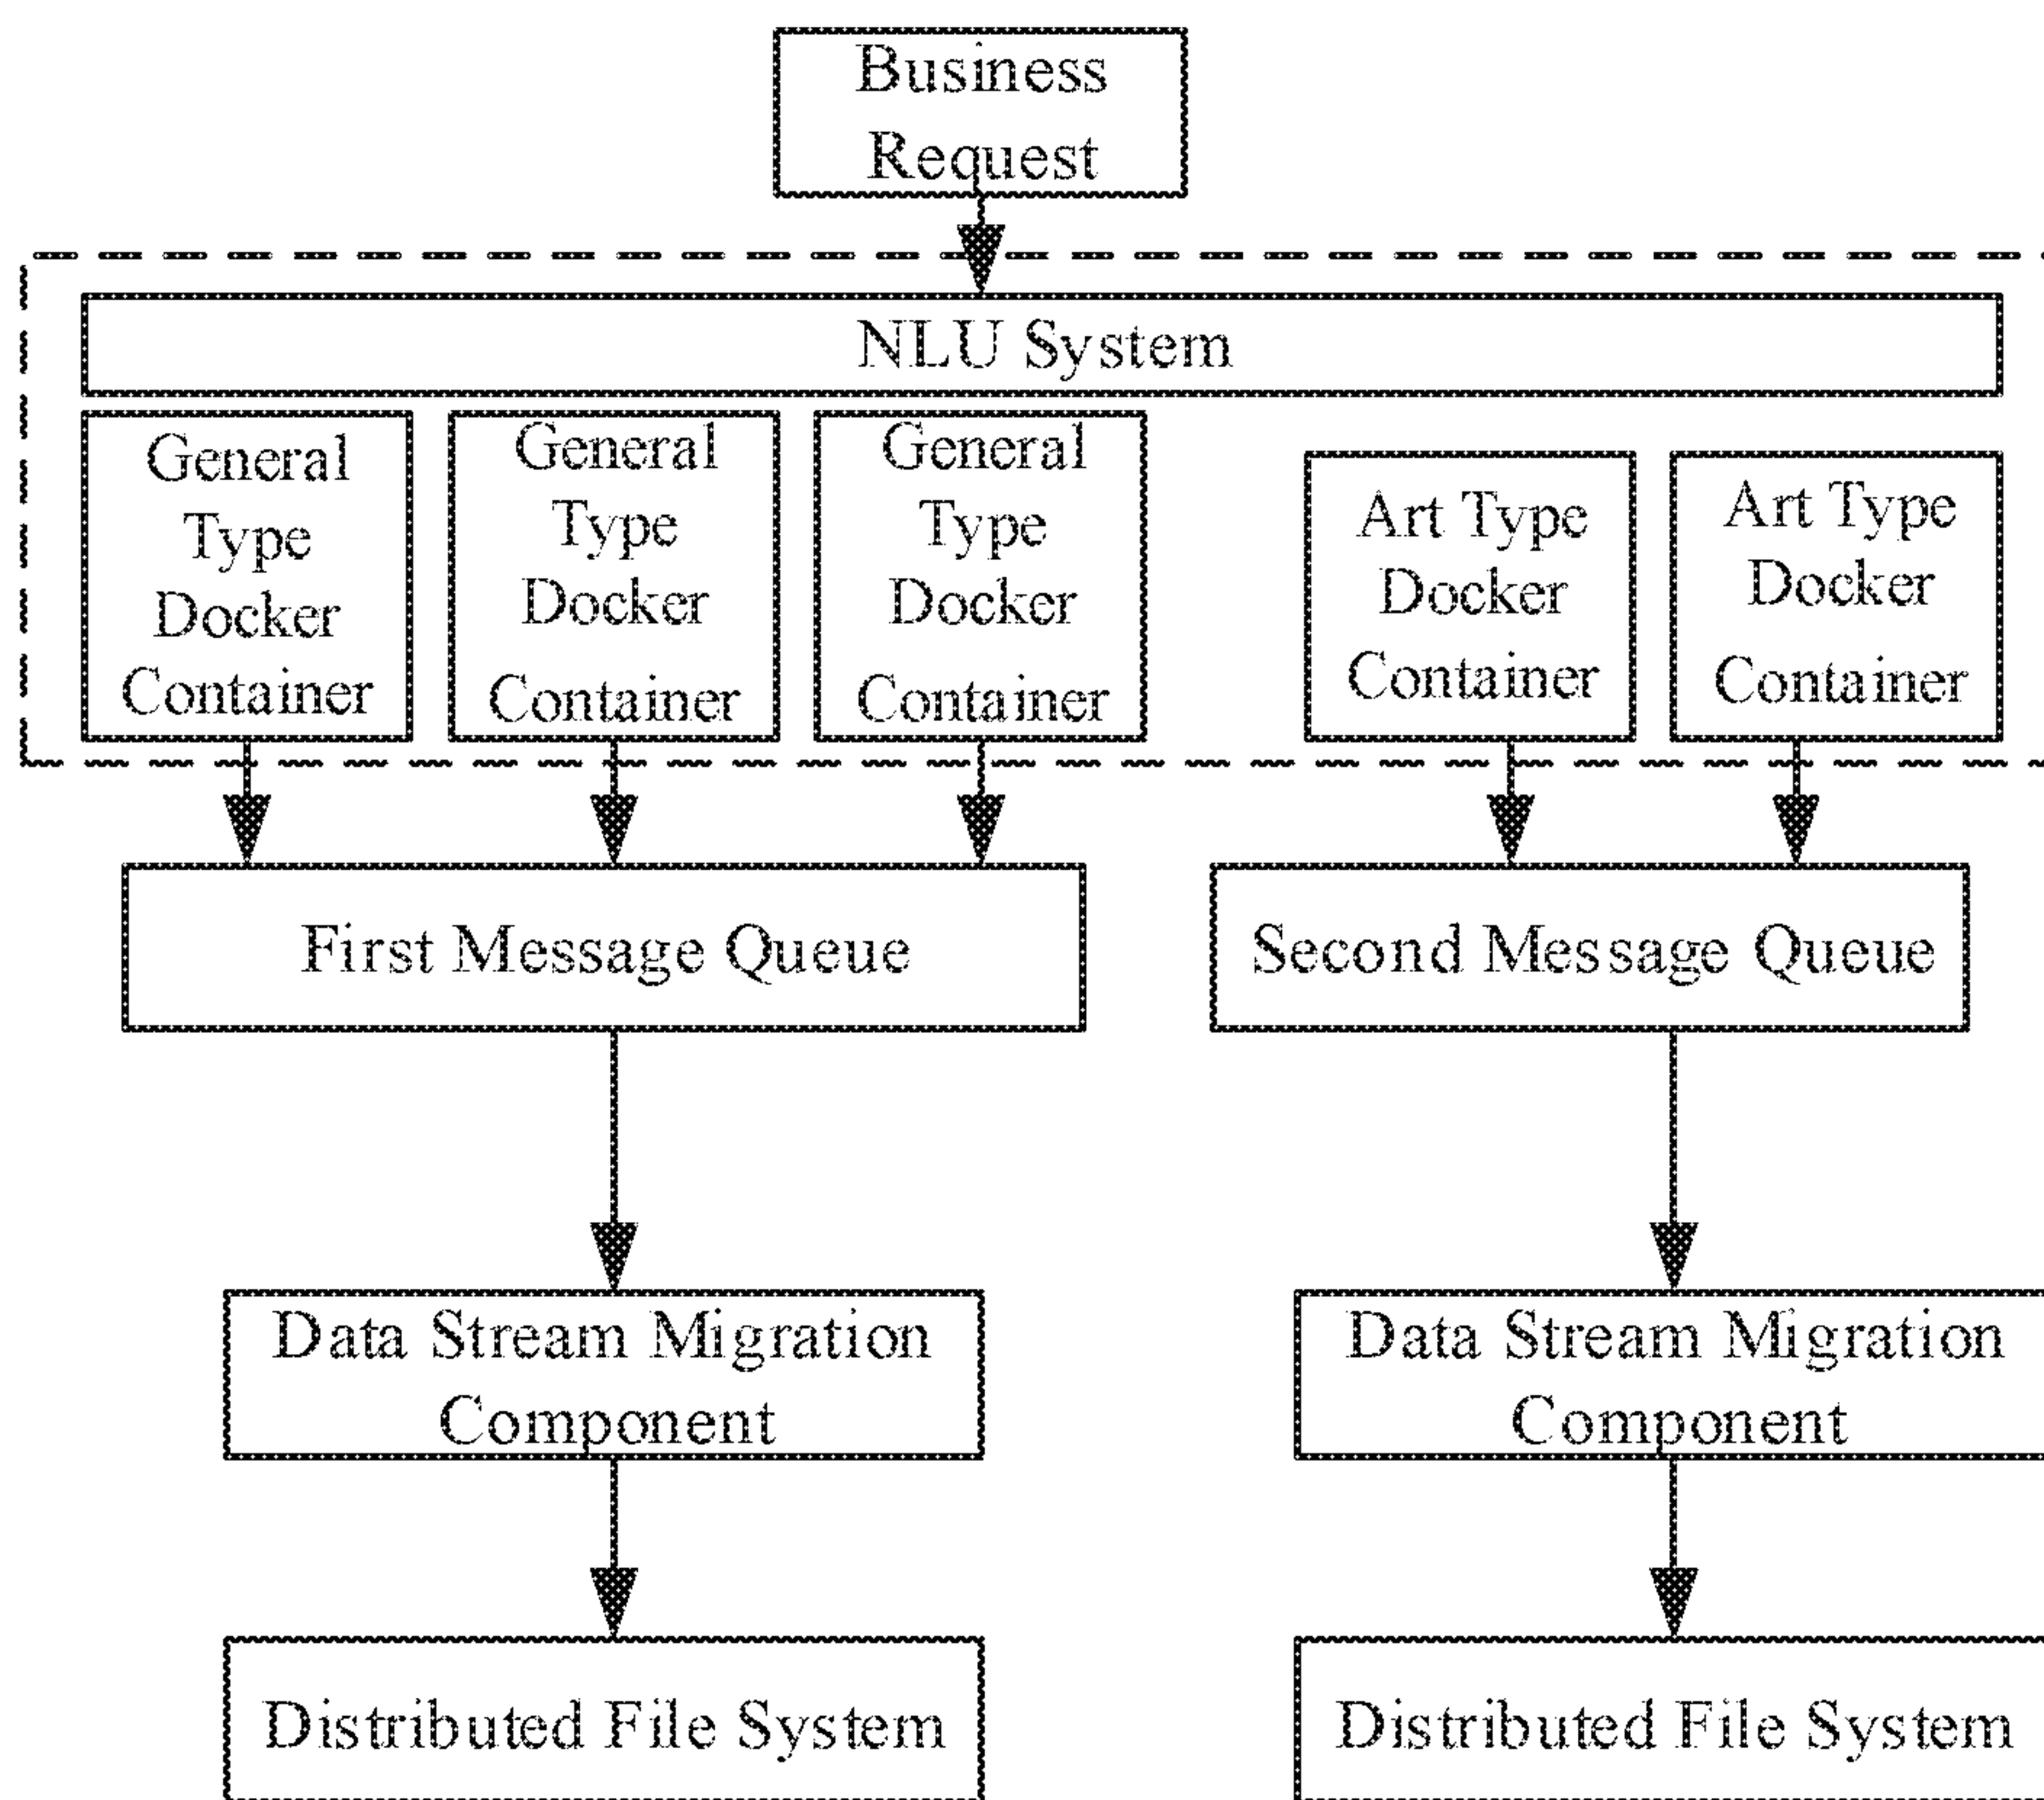 Business
Request
NLU System
General
Type
Docker
Container
General
Type
Docker
Container
General
Type
Docker
Container
Art Type
Docker
Container
Art Type
Docker
Container
First Message Queue
Second Message Queue
Data Stream Migration
Component
Data Stream Migration
Component
Distributed File System
Distributed File System